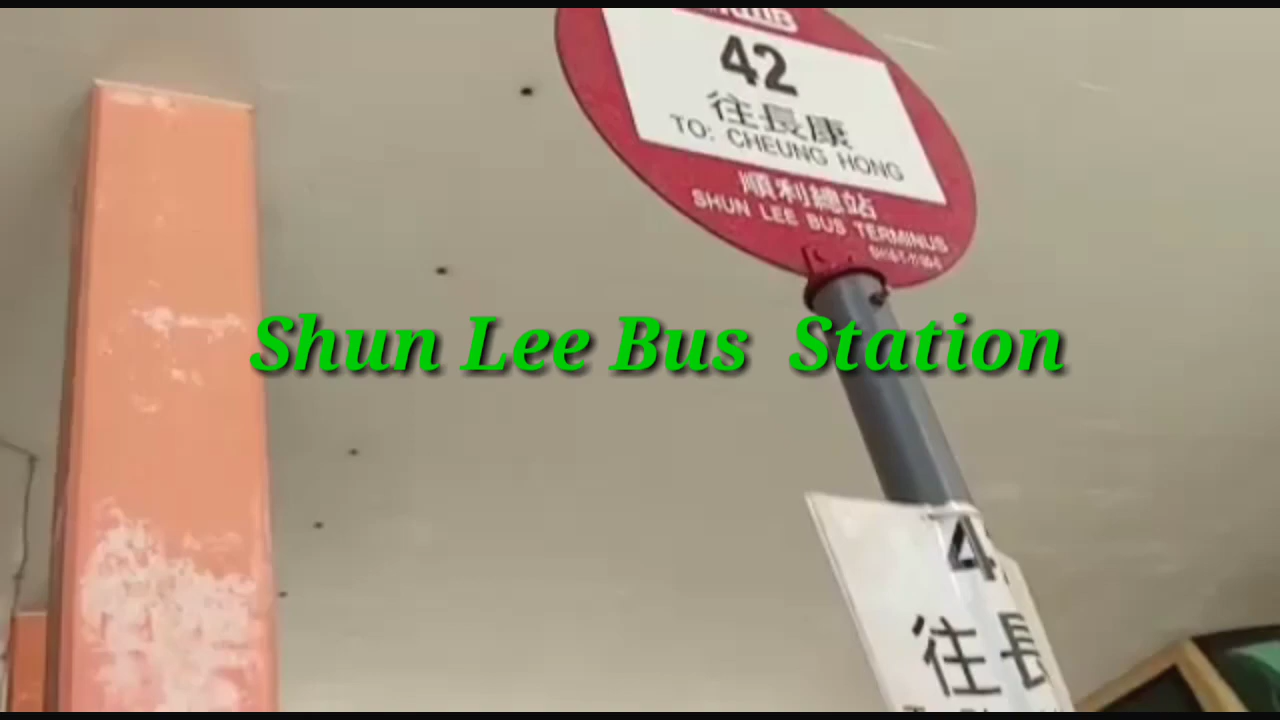 42
往長康
TO: CHEUNG HONG
順利總站
SHUN LEE BUS TERMINUS
Shun Lee Bus Station
4
往長